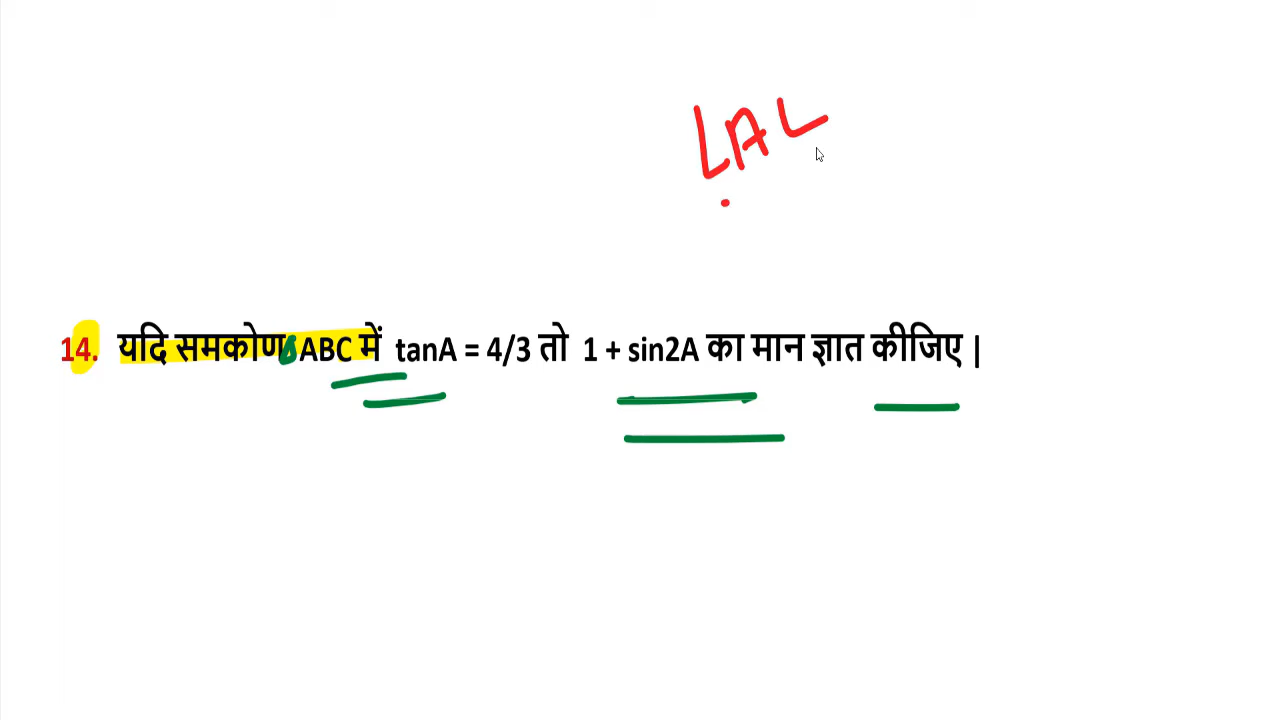 LAL
14. यदि समकोण ∆ABC में tanA = 4/3 तो 1 + sin2A का मान ज्ञात कीजिए |